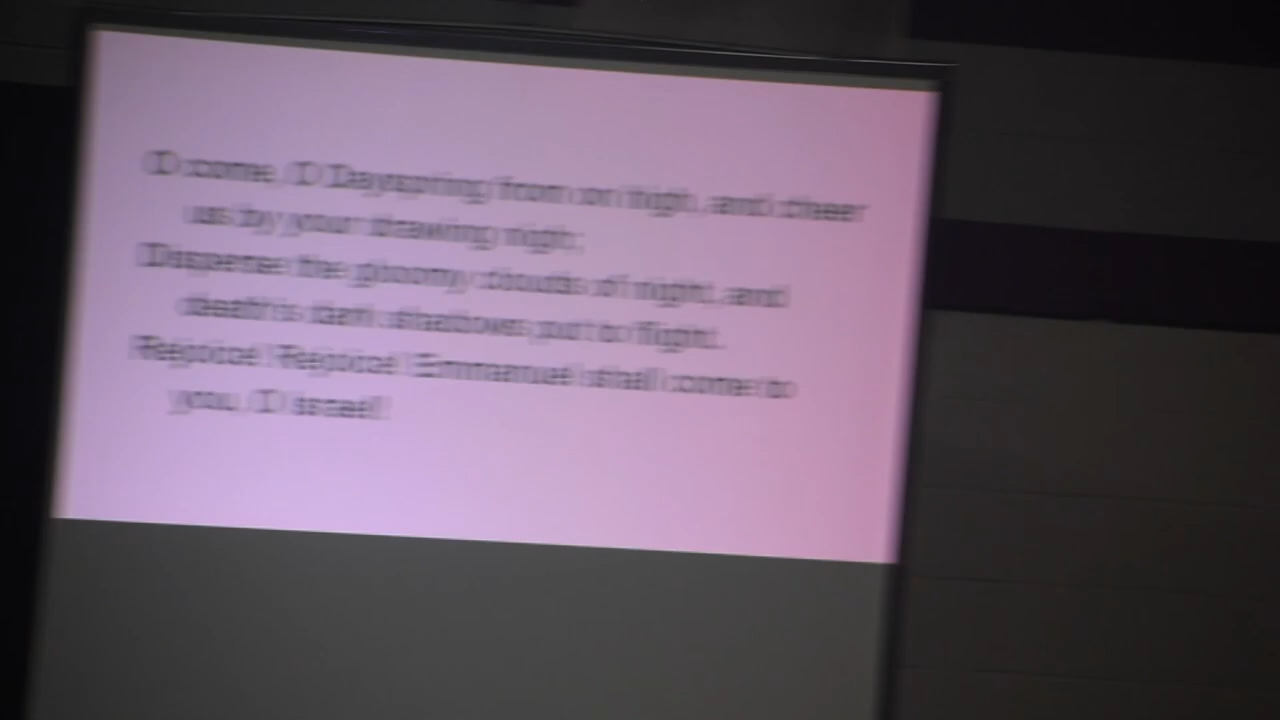 O come, O Dayspring from on high, and cheer
us by your drawing nigh;
Disperse the gloomy clouds of night, and
death's dark shadows put to flight.
Rejoice! Rejoice! Emmanuel shall come to
you, O Israel!